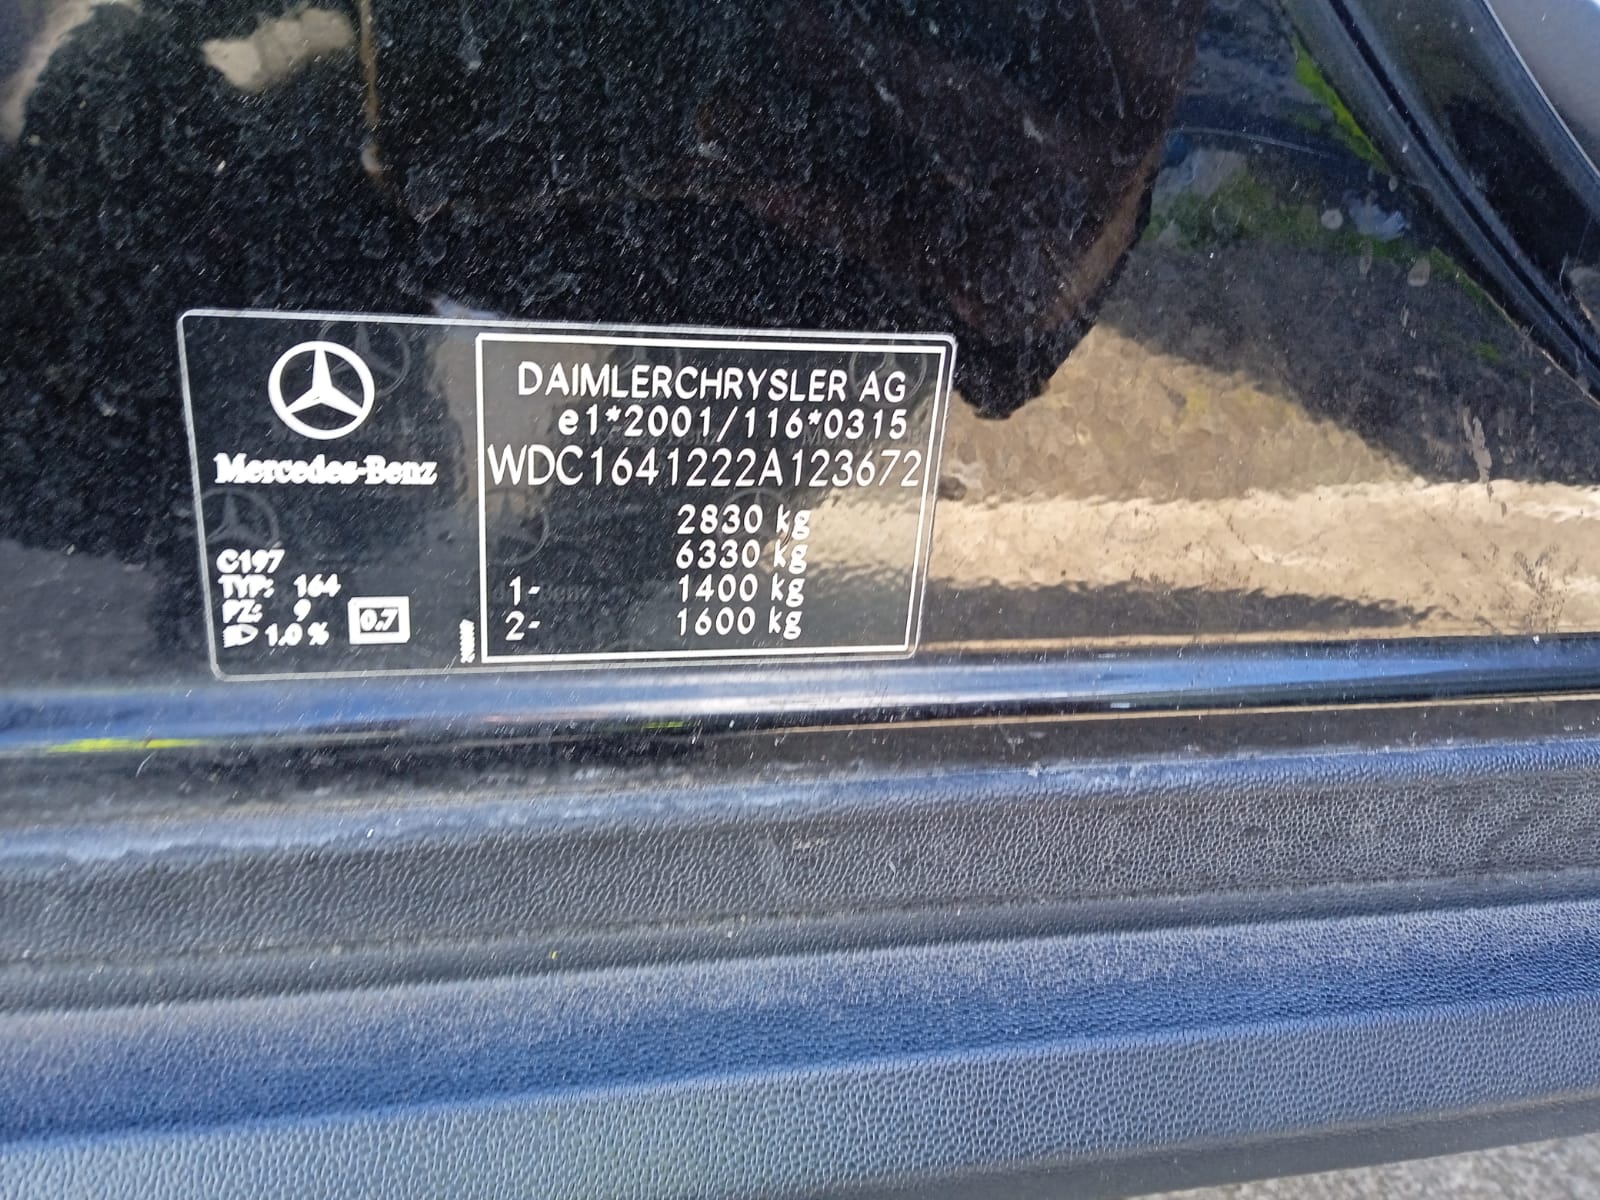 Mercedes-Benz
C197
TYP: 164
PZ: 9
1.0 %
0.7
DAIMLERCHRYSLER AG
e1*2001/116*0315
WDC1641222A123672
2830 kg
6330 kg
1- 1400 kg
2- 1600 kg